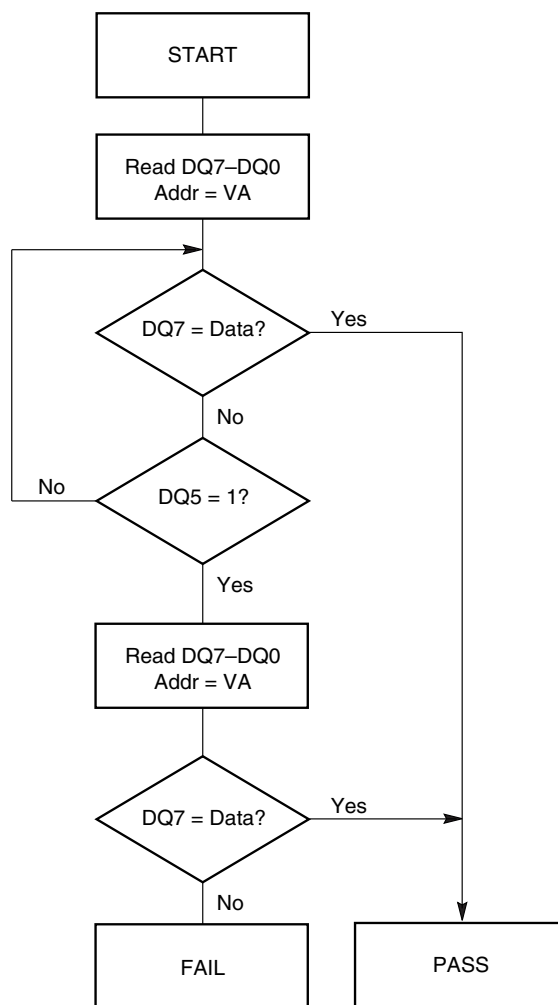 START
Read DQ7–DQ0
Addr = VA
DQ7 = Data?
Yes
No
No
DQ5 = 1?
Yes
Read DQ7–DQ0
Addr = VA
DQ7 = Data?
Yes
No
FAIL
PASS